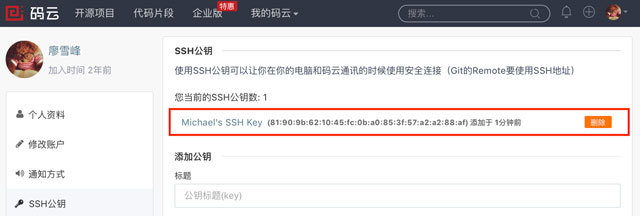 码云 开源项目 代码片段 企业版 特惠 我的码云 搜索...
廖雪峰
加入时间 2年前
个人资料
修改账户
通知方式
SSH公钥
SSH公钥
使用SSH公钥可以让你在你的电脑和码云通讯的时候使用安全连接（Git的Remote要使用SSH地址）
您当前的SSH公钥数: 1
Michael's SSH Key (81:90:9b:62:10:45:fc:0b:a0:85:3f:57:a2:a2:88:af) 添加于 1分钟前 删除
添加公钥
标题
公钥标题(key)